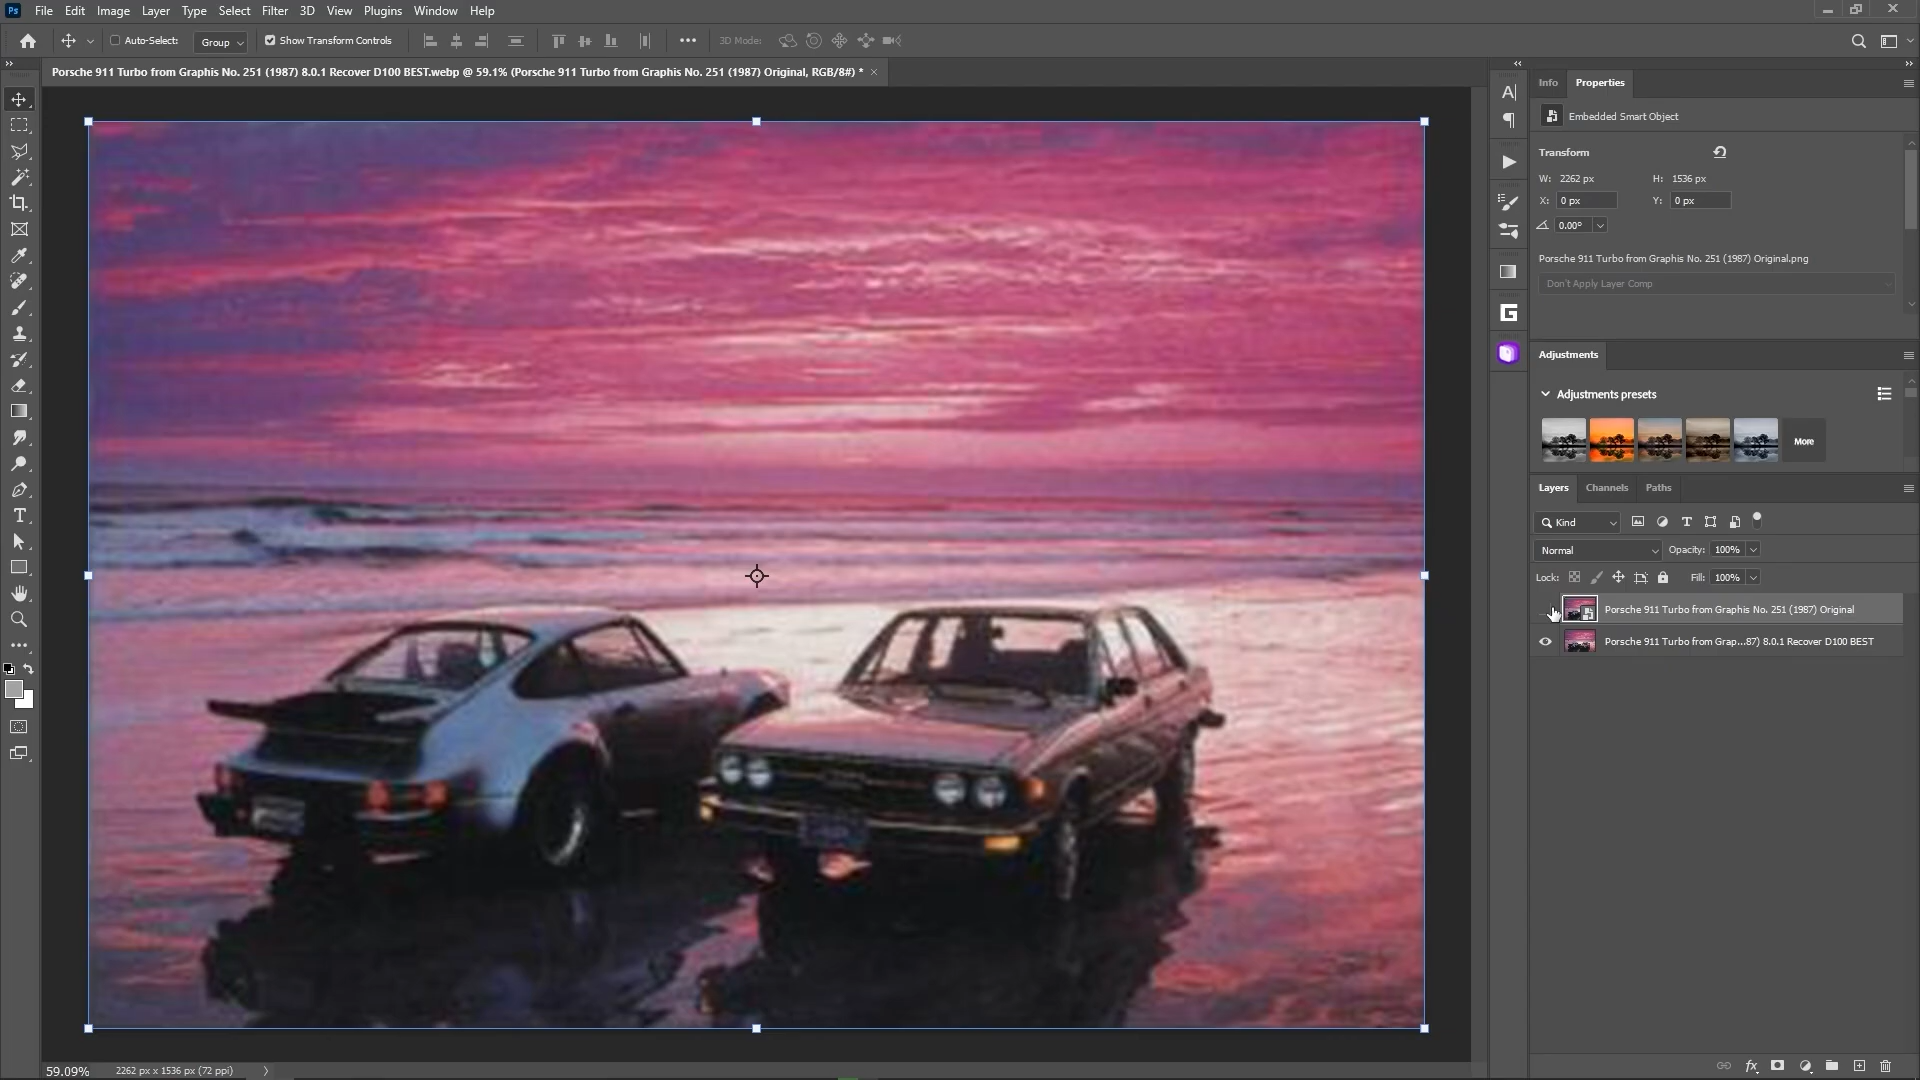 Ps File Edit Image Layer Type Select Filter 3D View Plugins Window Help
Auto-Select: Group Show Transform Controls 3D Mode:
Porsche 911 Turbo from Graphis No. 251 (1987) 8.0.1 Recover D100 BEST.webp @ 59.1% (Porsche 911 Turbo from Graphis No. 251 (1987) Original, RGB/8#) *
Info Properties
Embedded Smart Object
Transform
W: 2262 px H: 1536 px
X: 0 px Y: 0 px
0.00°
Porsche 911 Turbo from Graphis No. 251 (1987) Original.png
Don't Apply Layer Comp
Adjustments
Adjustments presets
More
Layers Channels Paths
Kind
Normal Opacity: 100%
Lock: Fill: 100%
Porsche 911 Turbo from Graphis No. 251 (1987) Original
Porsche 911 Turbo from Grap...87) 8.0.1 Recover D100 BEST
59.09% 2262 px x 1536 px (72 ppi)